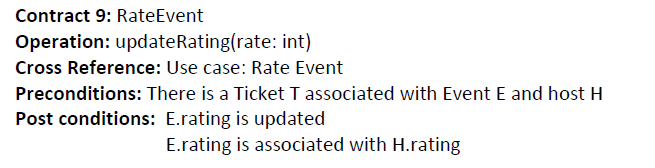 Contract 9: RateEvent
Operation: updateRating(rate: int)
Cross Reference: Use case: Rate Event
Preconditions: There is a Ticket T associated with Event E and host H
Post conditions: E.rating is updated
E.rating is associated with H.rating